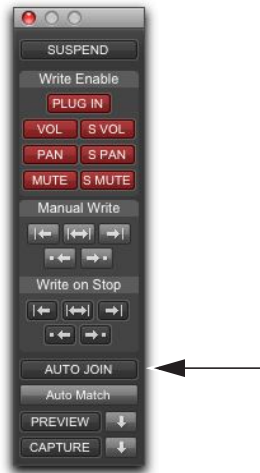 SUSPEND
Write Enable
PLUG IN
VOL S VOL
PAN S PAN
MUTE S MUTE
Manual Write
Write on Stop
AUTO JOIN
Auto Match
PREVIEW
CAPTURE